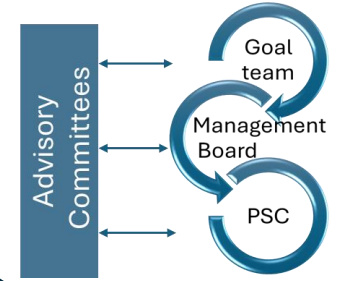 Advisory
Committees
Goal
team
Management
Board
PSC